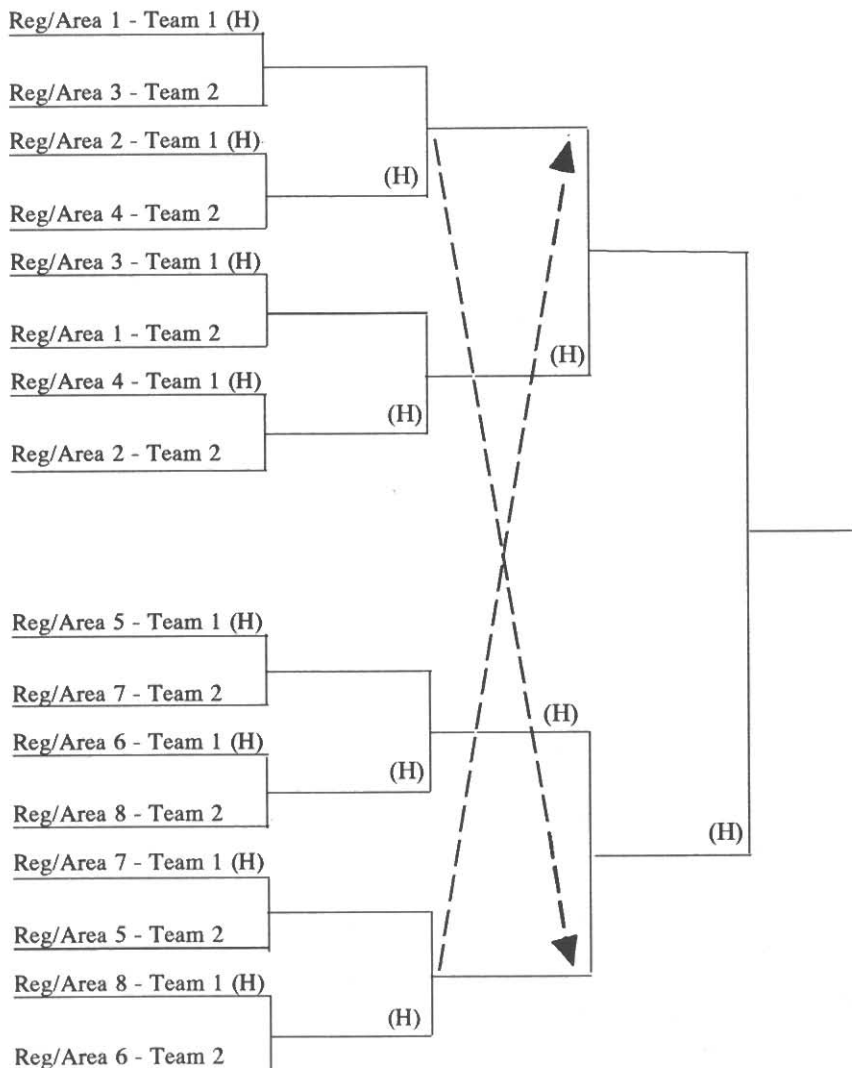 Reg/Area 1 - Team 1 (H)
Reg/Area 3 - Team 2
Reg/Area 2 - Team 1 (H)
(H)
Reg/Area 4 - Team 2
Reg/Area 3 - Team 1 (H)
Reg/Area 1 - Team 2
(H)
Reg/Area 4 - Team 1 (H)
(H)
Reg/Area 2 - Team 2
Reg/Area 5 - Team 1 (H)
Reg/Area 7 - Team 2
(H)
Reg/Area 6 - Team 1 (H)
(H)
Reg/Area 8 - Team 2
(H)
Reg/Area 7 - Team 1 (H)
Reg/Area 5 - Team 2
Reg/Area 8 - Team 1 (H)
(H)
Reg/Area 6 - Team 2